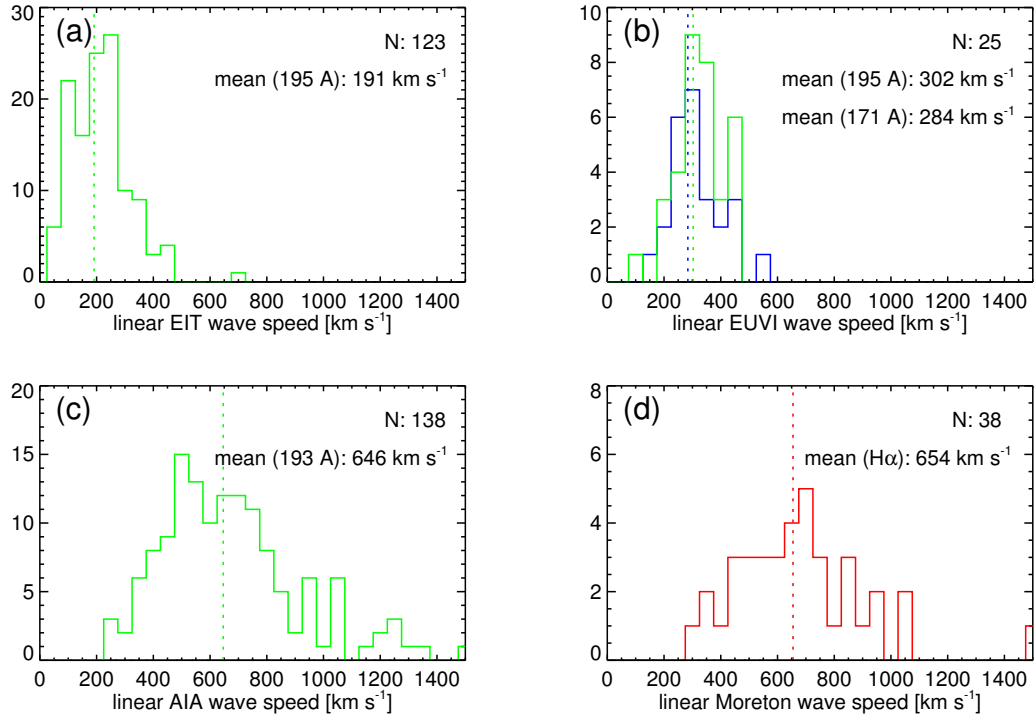 30
20
10
0
(a)
N: 123
mean (195 A): 191 km s⁻¹
0 200 400 600 800 1000 1200 1400
linear EIT wave speed [km s⁻¹]
10
8
6
4
2
0
(b)
N: 25
mean (195 A): 302 km s⁻¹
mean (171 A): 284 km s⁻¹
0 200 400 600 800 1000 1200 1400
linear EUVI wave speed [km s⁻¹]
20
15
10
5
0
(c)
N: 138
mean (193 A): 646 km s⁻¹
0 200 400 600 800 1000 1200 1400
linear AIA wave speed [km s⁻¹]
8
6
4
2
0
(d)
N: 38
mean (Hα): 654 km s⁻¹
0 200 400 600 800 1000 1200 1400
linear Moreton wave speed [km s⁻¹]